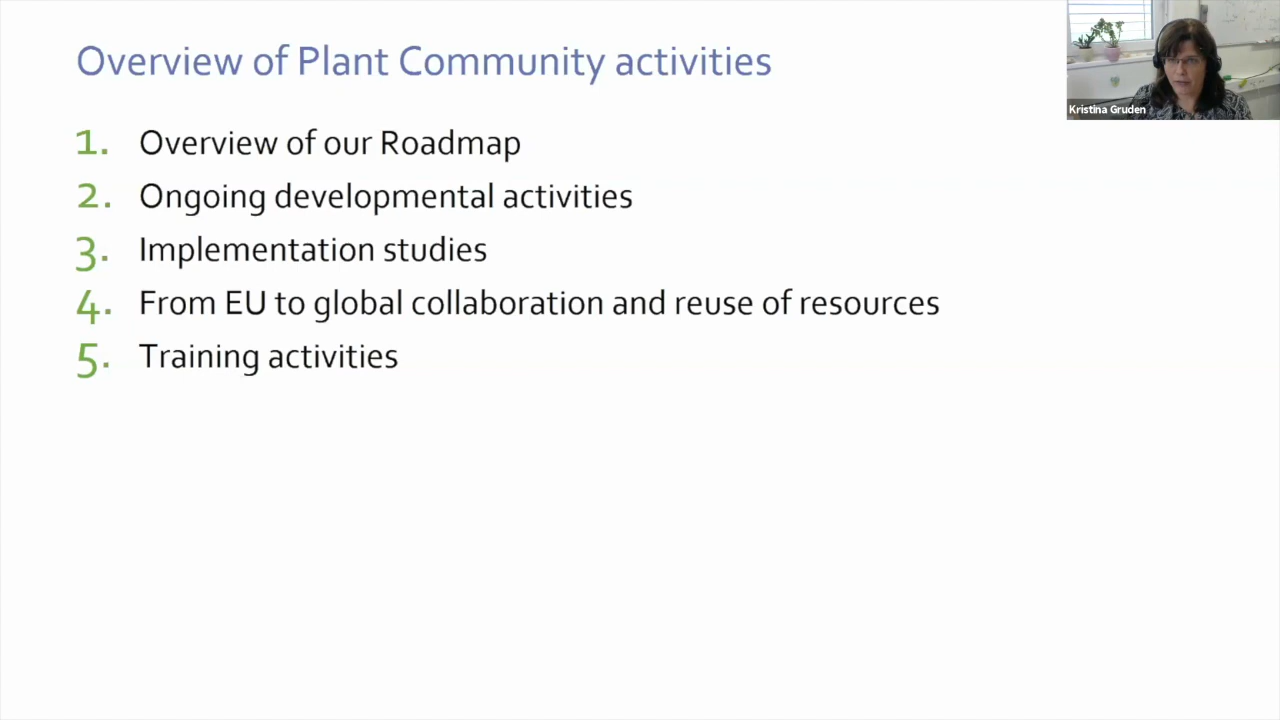 Overview of Plant Community activities
Kristina Gruden
1. Overview of our Roadmap
2. Ongoing developmental activities
3. Implementation studies
4. From EU to global collaboration and reuse of resources
5. Training activities